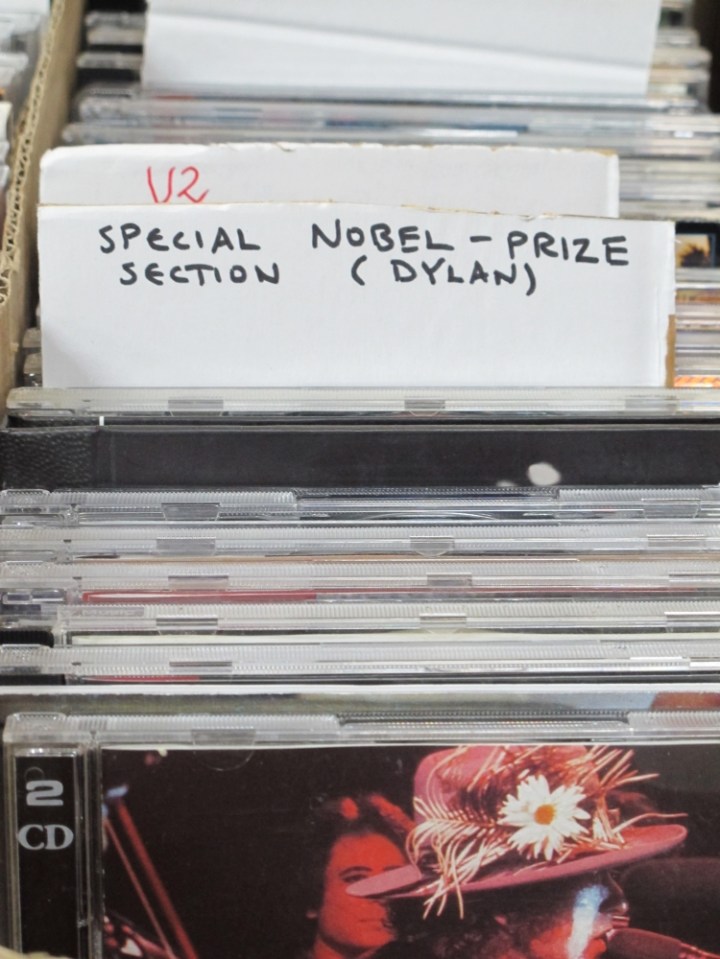 U2
SPECIAL NOBEL - PRIZE
SECTION (DYLAN)
2
CD